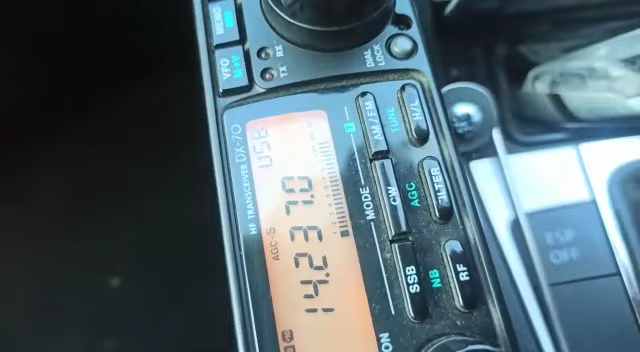 MEMO
VFO
M▸V
RX
TX
DIAL LOCK
HF TRANSCEIVER DX-70
USB
AGC-S
14.237.0
F
MODE
AM/FM
TUNE
H/L
CW
AGC
FILTER
SSB
NB
RF
ON
ESP
OFF